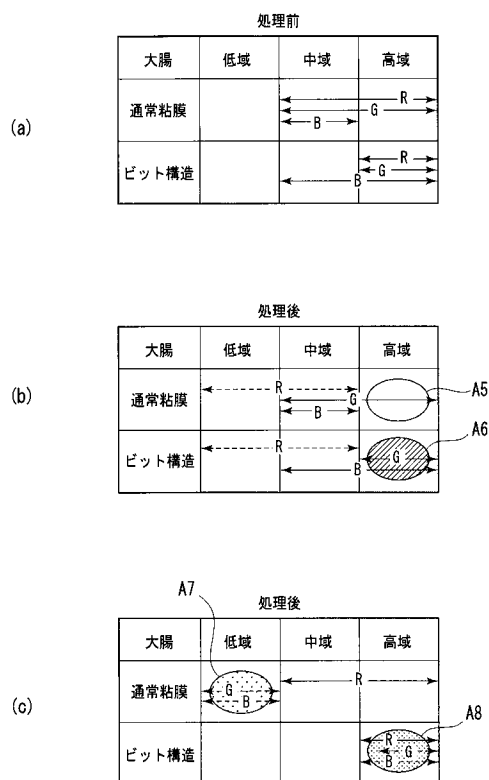 処理前
(a)
大腸 低域 中域 高域
通常粘膜 R G B
ピット構造 R G B
処理後
(b)
大腸 低域 中域 高域
通常粘膜 R G B A5
ピット構造 R G B A6
処理後
(c)
A7
大腸 低域 中域 高域
通常粘膜 G B R
ピット構造 R G B A8